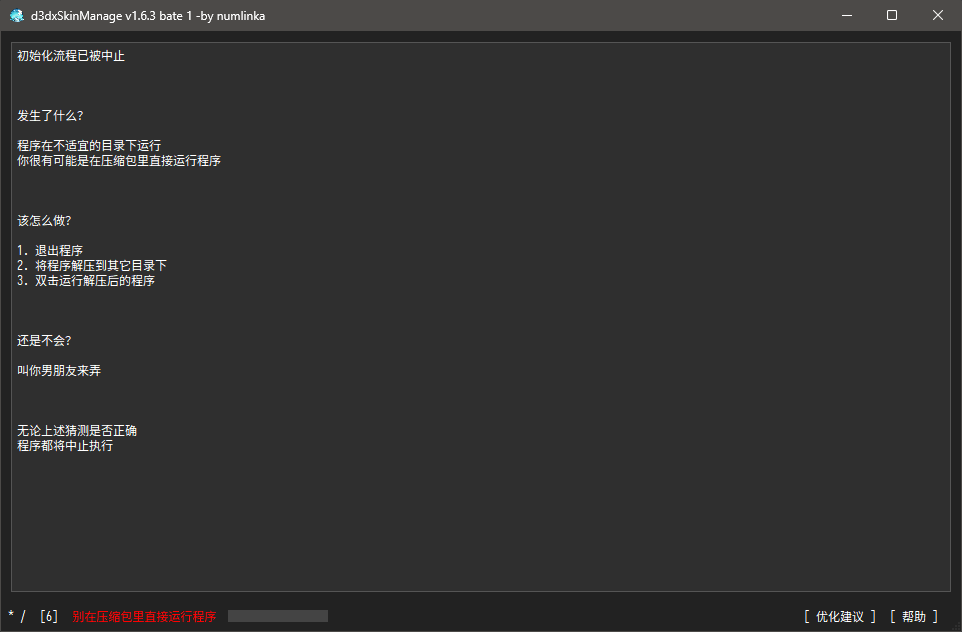 d3dxSkinManage v1.6.3 bate 1 -by numlinka
初始化流程已被中止
发生了什么?
程序在不适宜的目录下运行
你很有可能是在压缩包里直接运行程序
该怎么做?
1. 退出程序
2. 将程序解压到其它目录下
3. 双击运行解压后的程序
还是不会?
叫你男朋友来弄
无论上述猜测是否正确
程序都将中止执行
* / [6] 别在压缩包里直接运行程序 [ 优化建议 ] [ 帮助 ]